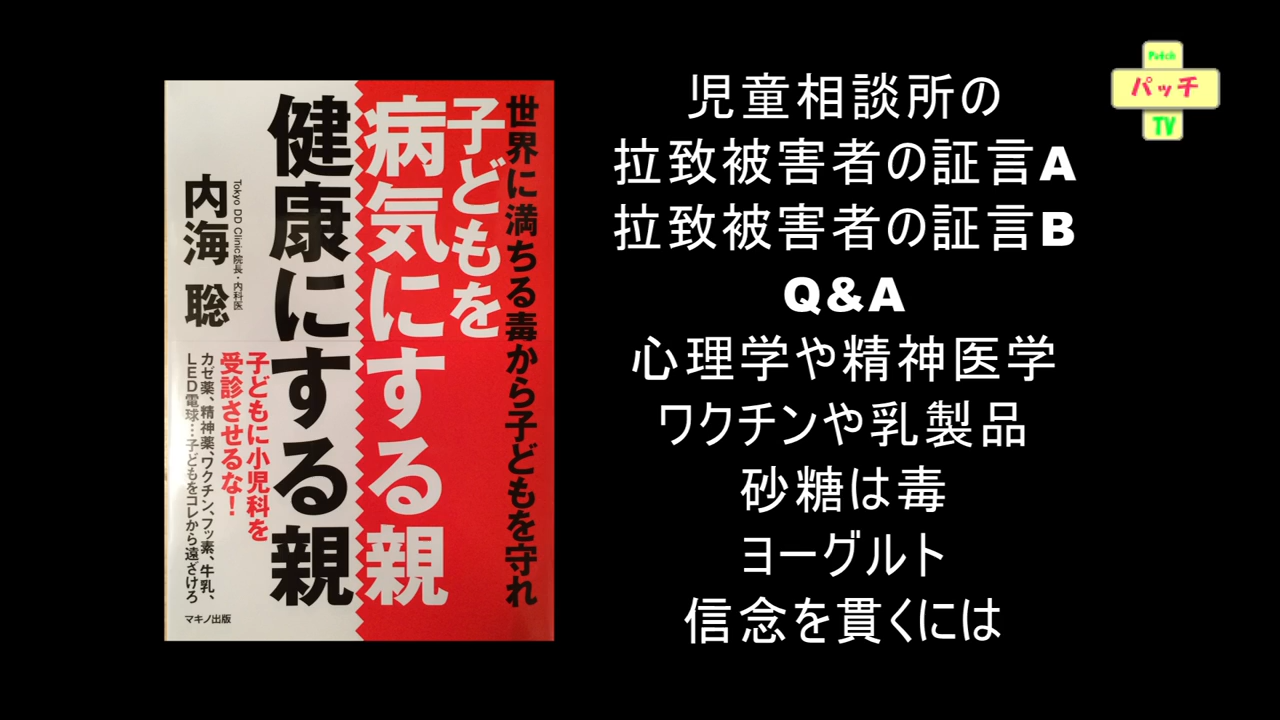 世界に満ちる毒から子どもを守れ
子どもを
病気にする親
健康にする親
Tokyo DD Clinic院長・内科医
内海 聡
子どもに小児科を
受診させるな!
カゼ薬、精神薬、ワクチン、フッ素、牛乳、
LED電球…子どもをコレから遠ざけろ
マキノ出版
児童相談所の
拉致被害者の証言A
拉致被害者の証言B
Q&A
心理学や精神医学
ワクチンや乳製品
砂糖は毒
ヨーグルト
信念を貫くには
Patch
パッチ
TV